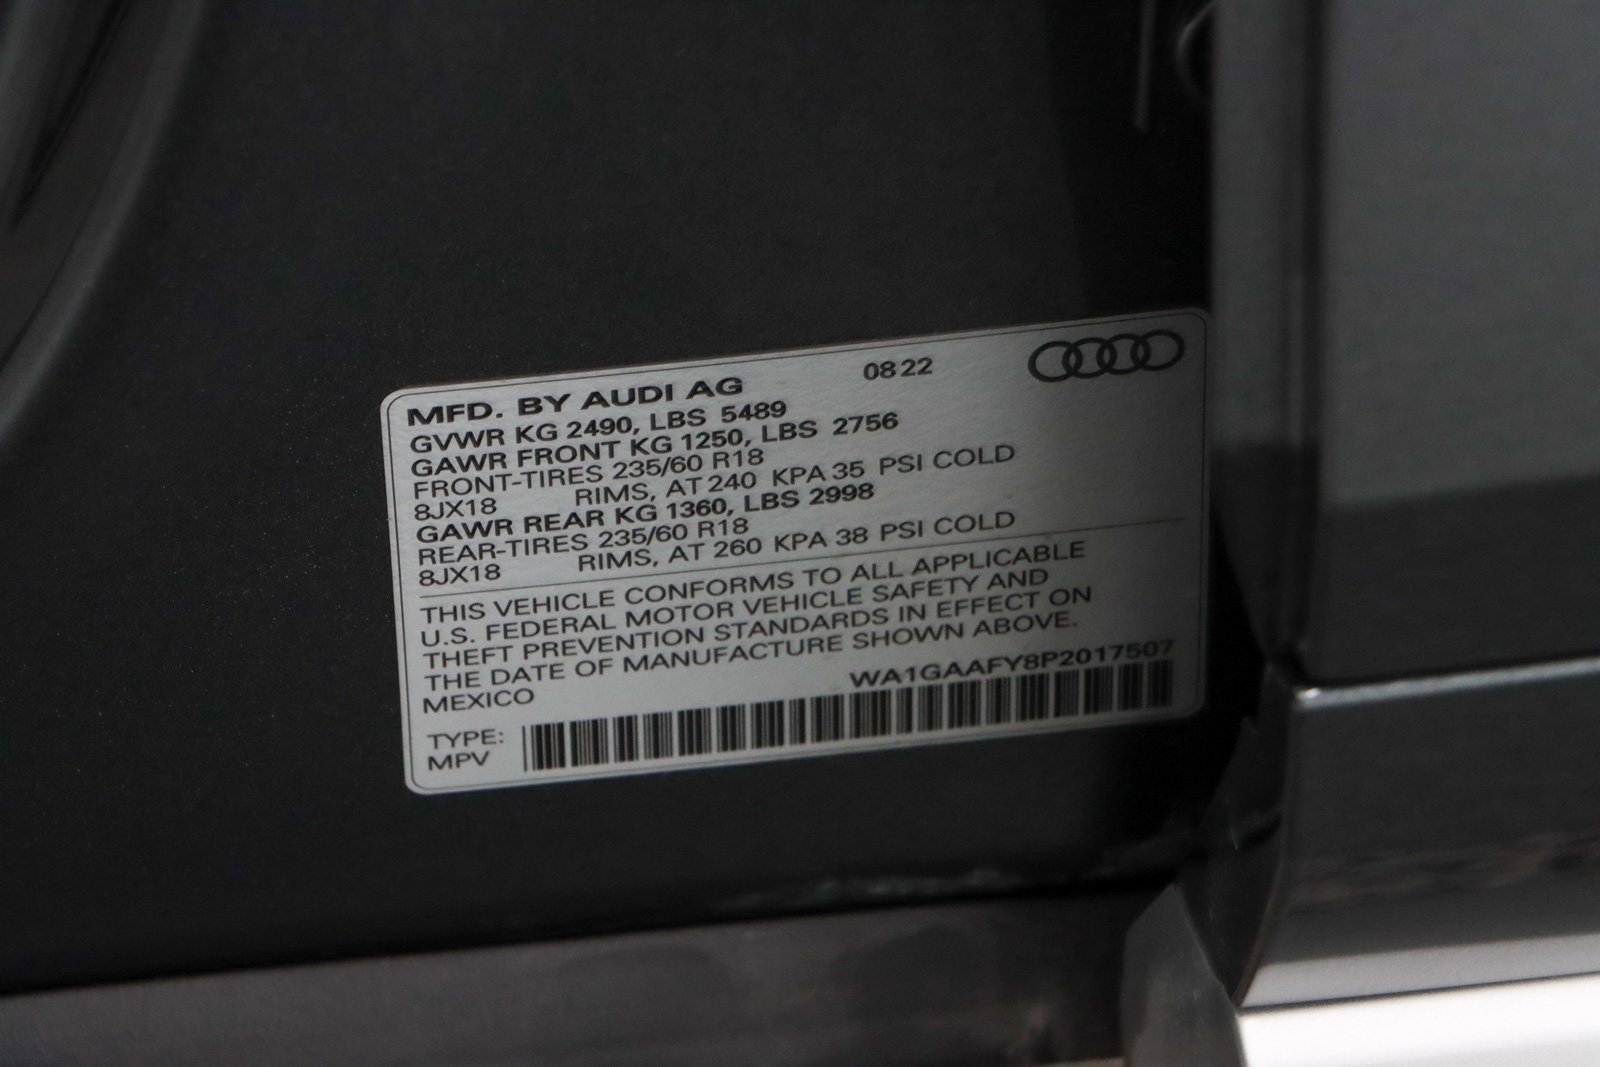 MFD. BY AUDI AG 0822
GVWR KG 2490, LBS 5489
GAWR FRONT KG 1250, LBS 2756
FRONT-TIRES 235/60 R18
8JX18 RIMS, AT 240 KPA 35 PSI COLD
GAWR REAR KG 1360, LBS 2998
REAR-TIRES 235/60 R18
8JX18 RIMS, AT 260 KPA 38 PSI COLD
THIS VEHICLE CONFORMS TO ALL APPLICABLE
U.S. FEDERAL MOTOR VEHICLE SAFETY AND
THEFT PREVENTION STANDARDS IN EFFECT ON
THE DATE OF MANUFACTURE SHOWN ABOVE.
MEXICO WA1GAAFY8P2017507
TYPE:
MPV